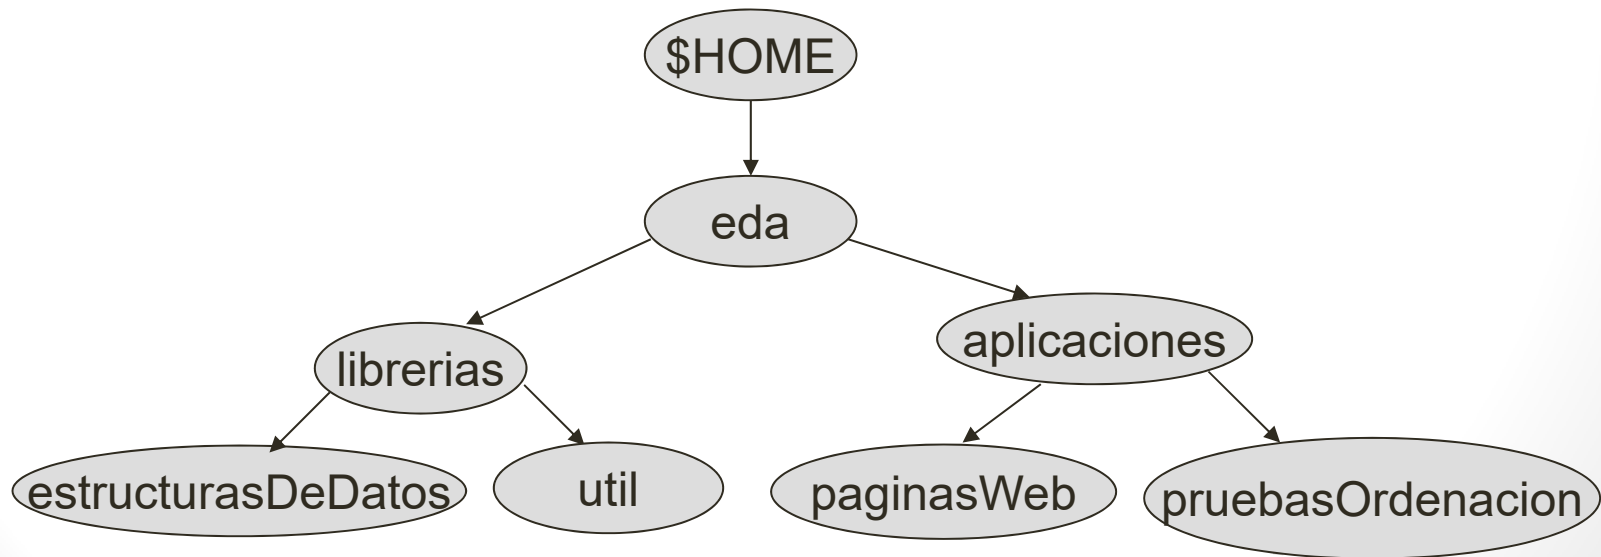 $HOME
eda
librerias
aplicaciones
estructurasDeDatos
util
paginasWeb
pruebasOrdenacion